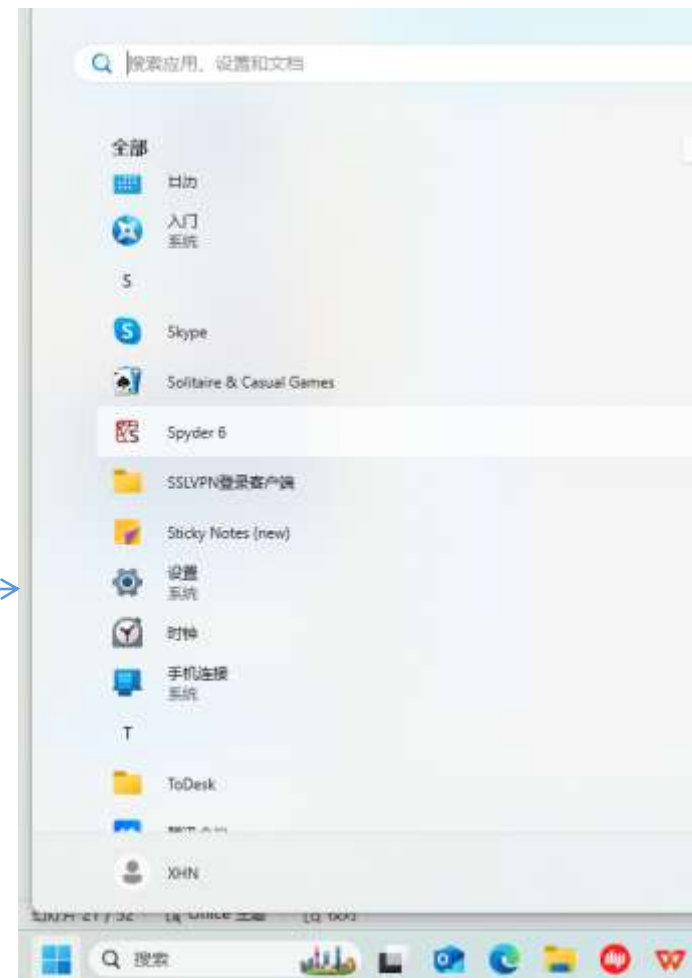 搜索应用、设置和文档
全部
日历
入门
系统
S
Skype
Solitaire & Casual Games
Spyder 6
SSLVPN登录客户端
Sticky Notes (new)
设置
系统
时钟
手机连接
系统
T
ToDesk
XHN
搜索